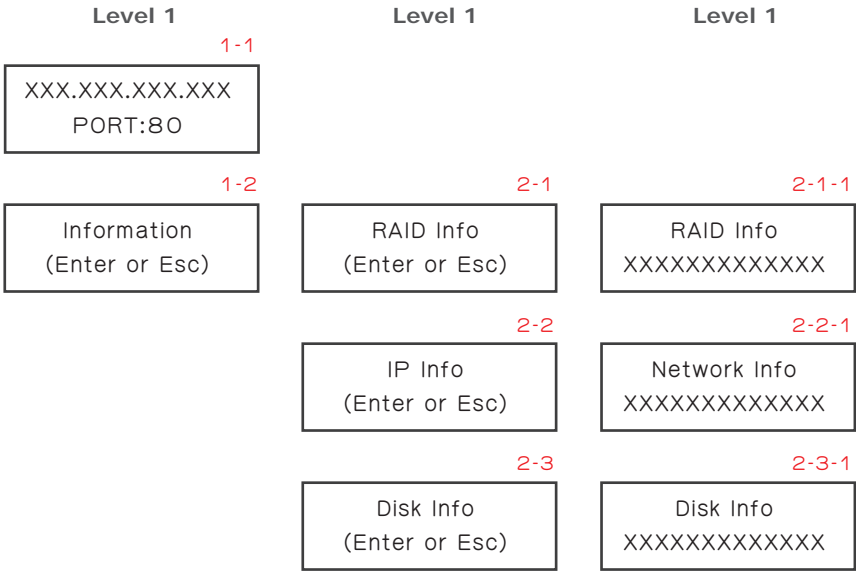 Level 1 Level 1 Level 1
1-1
XXX.XXX.XXX.XXX
PORT:80
1-2 2-1 2-1-1
Information RAID Info RAID Info
(Enter or Esc) (Enter or Esc) XXXXXXXXXXXXX
2-2 2-2-1
IP Info Network Info
(Enter or Esc) XXXXXXXXXXXXX
2-3 2-3-1
Disk Info Disk Info
(Enter or Esc) XXXXXXXXXXXXX